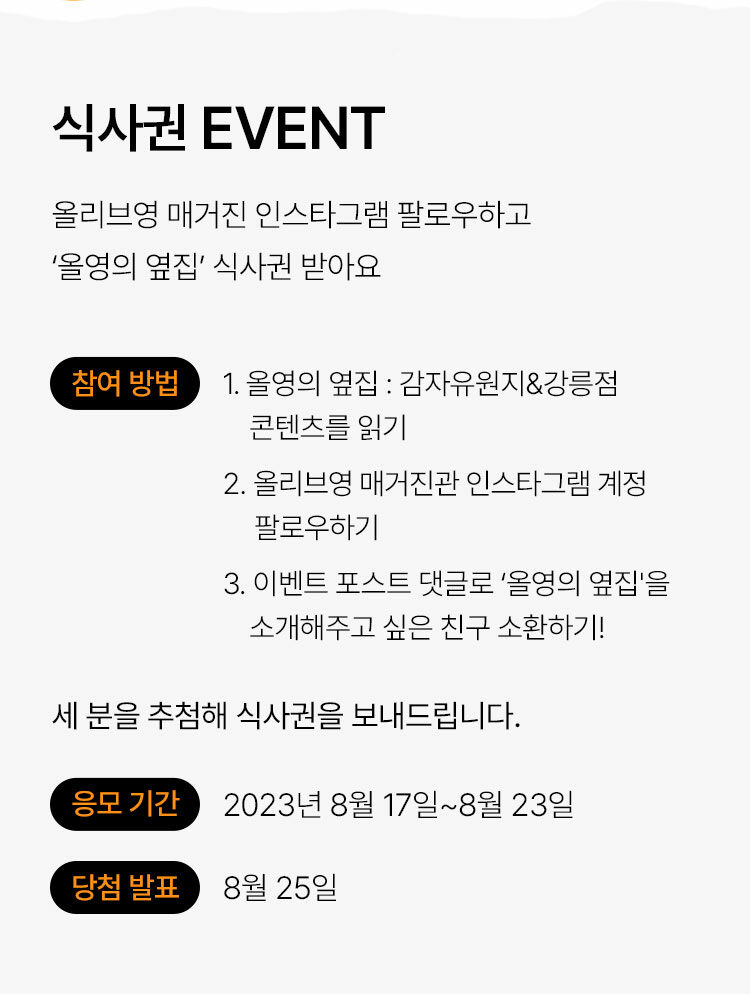 식사권 EVENT
올리브영 매거진 인스타그램 팔로우하고
‘올영의 옆집’ 식사권 받아요
참여 방법 1. 올영의 옆집 : 감자유원지&강릉점
콘텐츠를 읽기
2. 올리브영 매거진관 인스타그램 계정
팔로우하기
3. 이벤트 포스트 댓글로 ‘올영의 옆집'을
소개해주고 싶은 친구 소환하기!
세 분을 추첨해 식사권을 보내드립니다.
응모 기간 2023년 8월 17일~8월 23일
당첨 발표 8월 25일